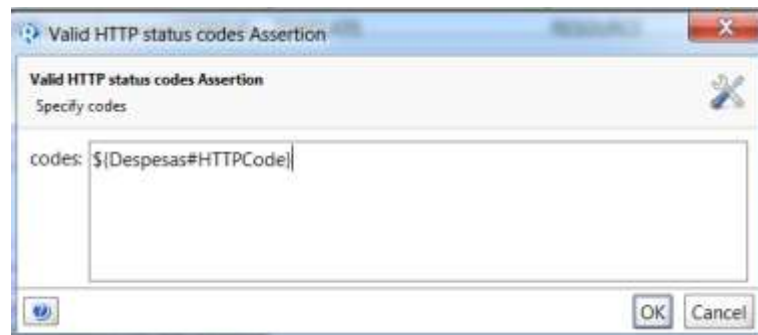 Valid HTTP status codes Assertion
Valid HTTP status codes Assertion
Specify codes
codes: ${Despesas#HTTPCode}
OK Cancel